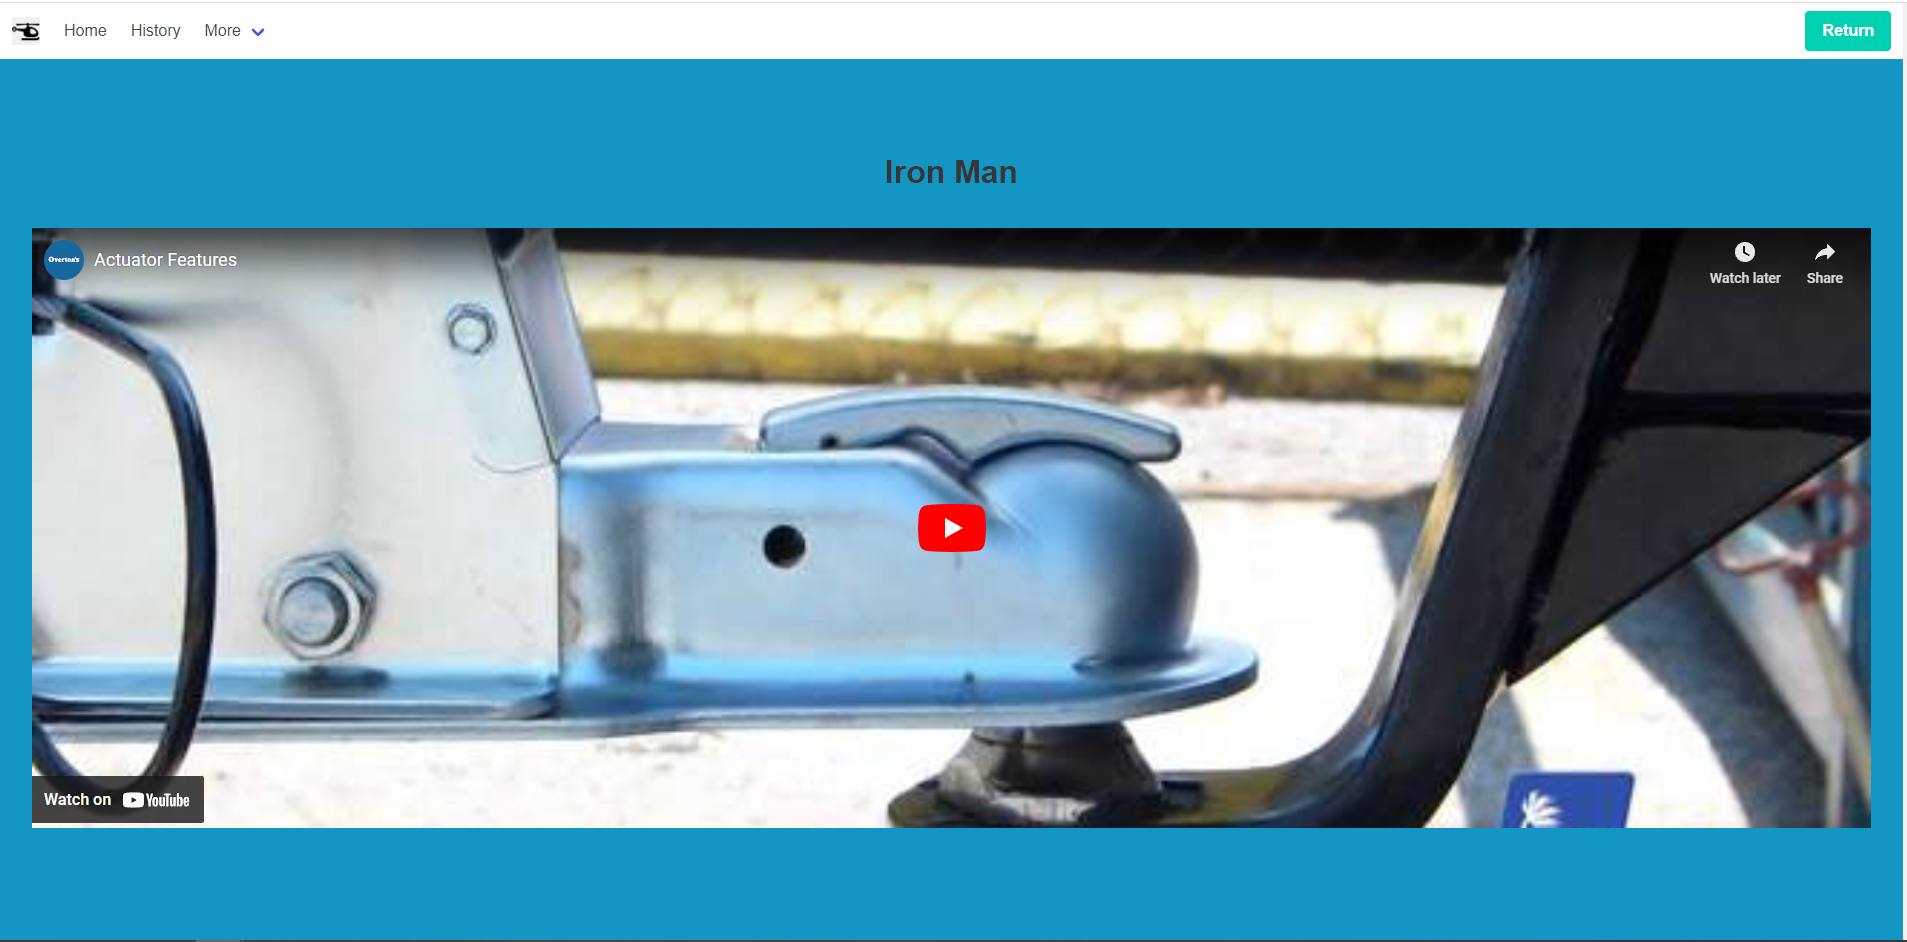 Home History More
Return
Iron Man
Overton's
Actuator Features
Watch later
Share
Watch on YouTube